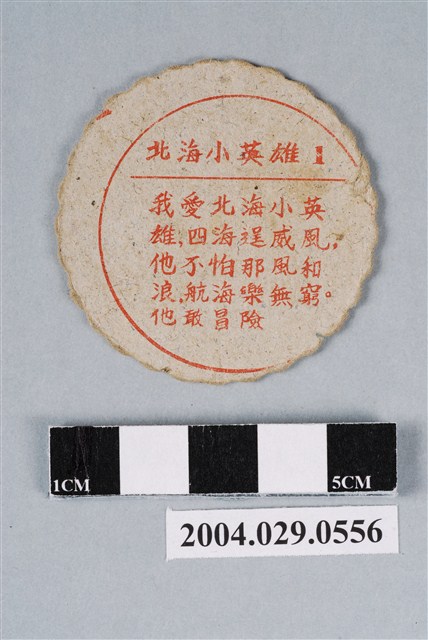 北海小英雄
我愛北海小英
雄,四海逞威風,
他不怕那風和
浪,航海樂無窮。
他敢冒險
1CM
5CM
2004.029.0556